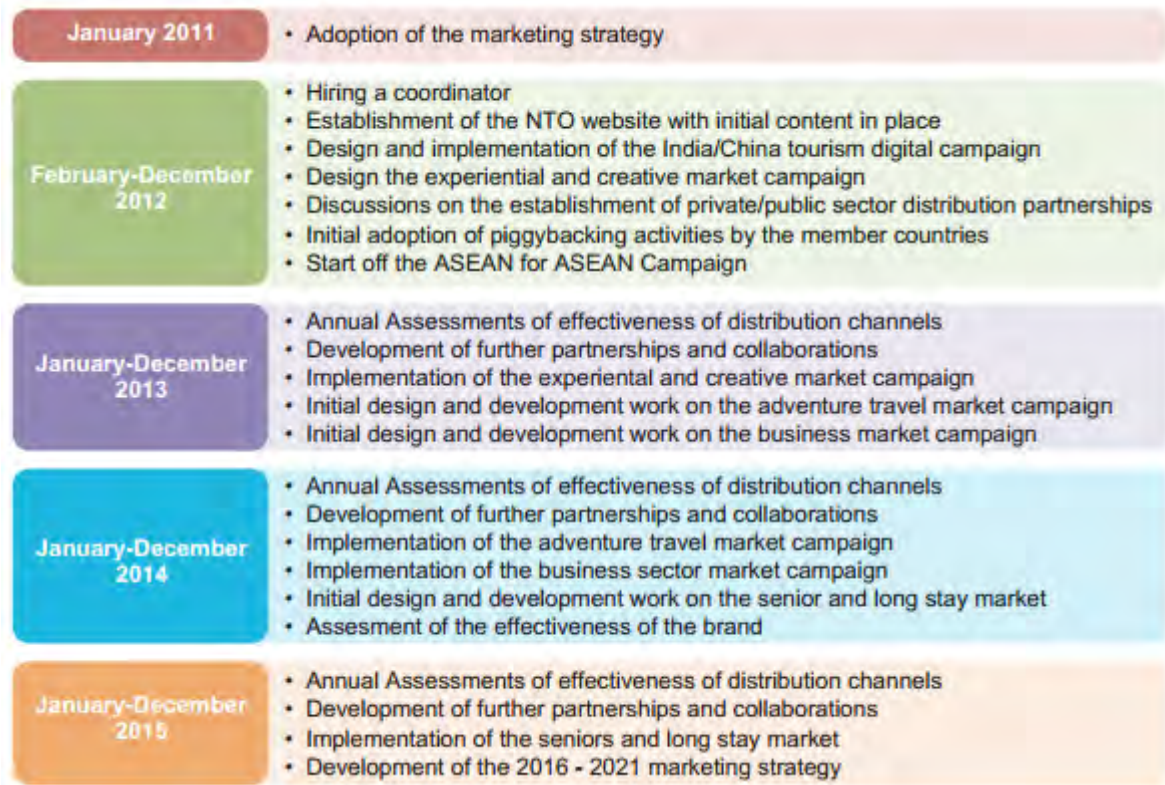 January 2011
• Adoption of the marketing strategy
February-December
2012
• Hiring a coordinator
• Establishment of the NTO website with initial content in place
• Design and implementation of the India/China tourism digital campaign
• Design the experiential and creative market campaign
• Discussions on the establishment of private/public sector distribution partnerships
• Initial adoption of piggybacking activities by the member countries
• Start off the ASEAN for ASEAN Campaign
January-December
2013
• Annual Assessments of effectiveness of distribution channels
• Development of further partnerships and collaborations
• Implementation of the experiental and creative market campaign
• Initial design and development work on the adventure travel market campaign
• Initial design and development work on the business market campaign
January-December
2014
• Annual Assessments of effectiveness of distribution channels
• Development of further partnerships and collaborations
• Implementation of the adventure travel market campaign
• Implementation of the business sector market campaign
• Initial design and development work on the senior and long stay market
• Assesment of the effectiveness of the brand
January-December
2015
• Annual Assessments of effectiveness of distribution channels
• Development of further partnerships and collaborations
• Implementation of the seniors and long stay market
• Development of the 2016 - 2021 marketing strategy